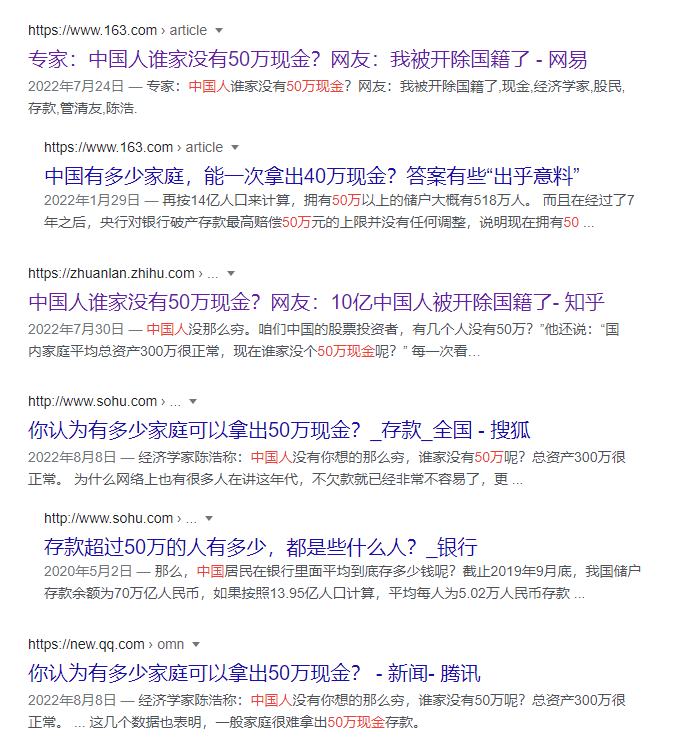 https://www.163.com › article
专家：中国人谁家没有50万现金？网友：我被开除国籍了 - 网易
2022年7月24日 — 专家：中国人谁家没有50万现金？网友：我被开除国籍了,现金,经济学家,股民,
存款,管清友,陈浩.
https://www.163.com › article
中国有多少家庭，能一次拿出40万现金？答案有些“出乎意料”
2022年1月29日 — 再按14亿人口来计算，拥有50万以上的储户大概有518万人。 而且在经过了7
年之后，央行对银行破产存款最高赔偿50万元的上限并没有任何调整，说明现在拥有50 ...
https://zhuanlan.zhihu.com › ...
中国人谁家没有50万现金？网友：10亿中国人被开除国籍了- 知乎
2022年7月30日 — 中国人没那么穷。咱们中国的股票投资者，有几个人没有50万？”他还说：“国
内家庭平均总资产300万很正常，现在谁家没个50万现金呢？” 每一次看...
http://www.sohu.com › ...
你认为有多少家庭可以拿出50万现金？_存款_全国 - 搜狐
2022年8月8日 — 经济学家陈浩称：中国人没有你想的那么穷，谁家没有50万呢？总资产300万很
正常。 为什么网络上也有很多人在讲这年代，不欠款就已经非常不容易了，更 ...
http://www.sohu.com › ...
存款超过50万的人有多少，都是些什么人？_银行
2020年5月2日 — 那么，中国居民在银行里面平均到底存多少钱呢？截止2019年9月底，我国储户
存款余额为70万亿人民币，如果按照13.95亿人口计算，平均每人为5.02万人民币存款 ...
https://new.qq.com › omn
你认为有多少家庭可以拿出50万现金？ - 新闻- 腾讯
2022年8月8日 — 经济学家陈浩称：中国人没有你想的那么穷，谁家没有50万呢？总资产300万很
正常。 ... 这几个数据也表明，一般家庭很难拿出50万现金存款。